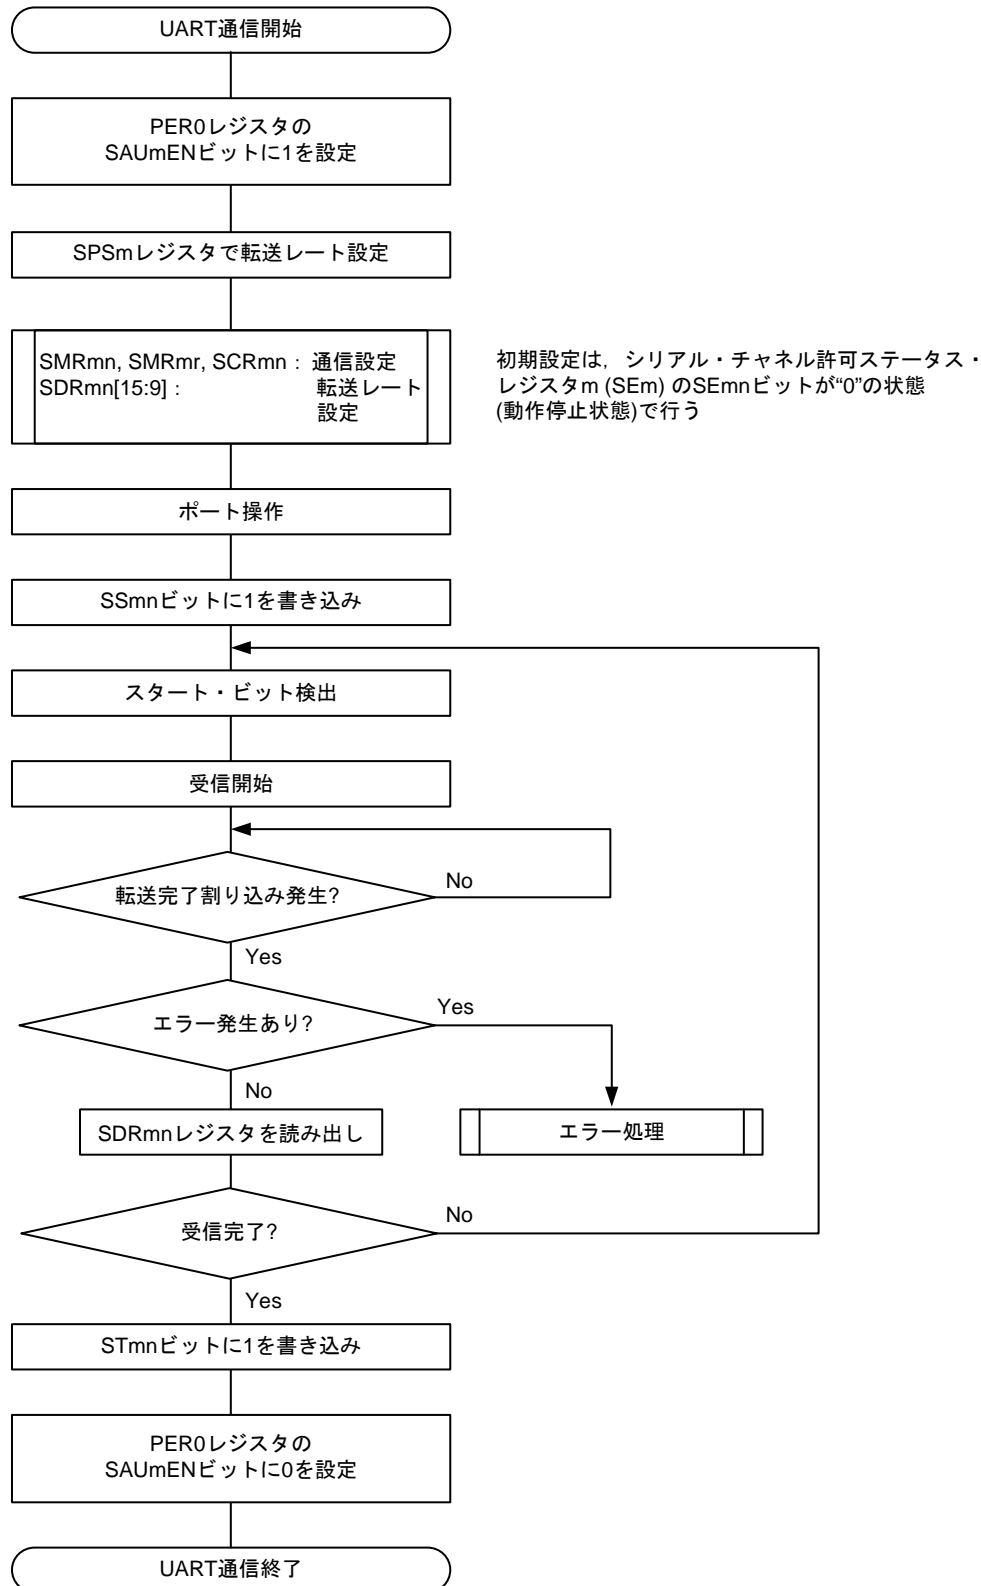 UART通信開始
PER0レジスタの
SAUmENビットに1を設定
SPSmレジスタで転送レート設定
SMRmn, SMRmr, SCRmn : 通信設定
SDRmn[15:9] : 転送レート
設定
初期設定は，シリアル・チャネル許可ステータス・
レジスタm (SEm) のSEmnビットが“0”の状態
(動作停止状態)で行う
ポート操作
SSmnビットに1を書き込み
スタート・ビット検出
受信開始
転送完了割り込み発生?
No
Yes
エラー発生あり?
Yes
No
SDRmnレジスタを読み出し
エラー処理
受信完了?
No
Yes
STmnビットに1を書き込み
PER0レジスタの
SAUmENビットに0を設定
UART通信終了